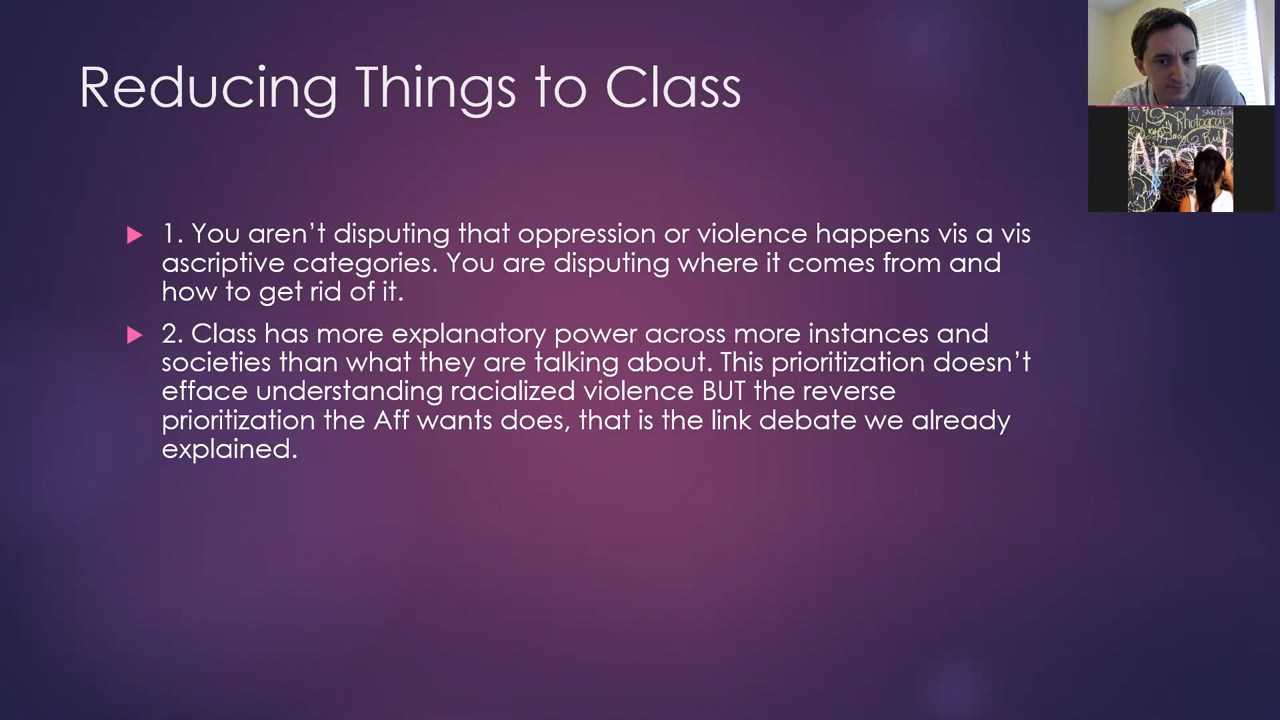 Reducing Things to Class
1. You aren’t disputing that oppression or violence happens vis a vis
ascriptive categories. You are disputing where it comes from and
how to get rid of it.
2. Class has more explanatory power across more instances and
societies than what they are talking about. This prioritization doesn’t
efface understanding racialized violence BUT the reverse
prioritization the Aff wants does, that is the link debate we already
explained.
Photograph
Angel